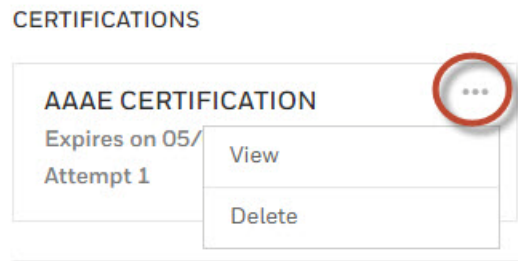 CERTIFICATIONS
AAAE CERTIFICATION
Expires on 05/
View
Attempt 1
Delete